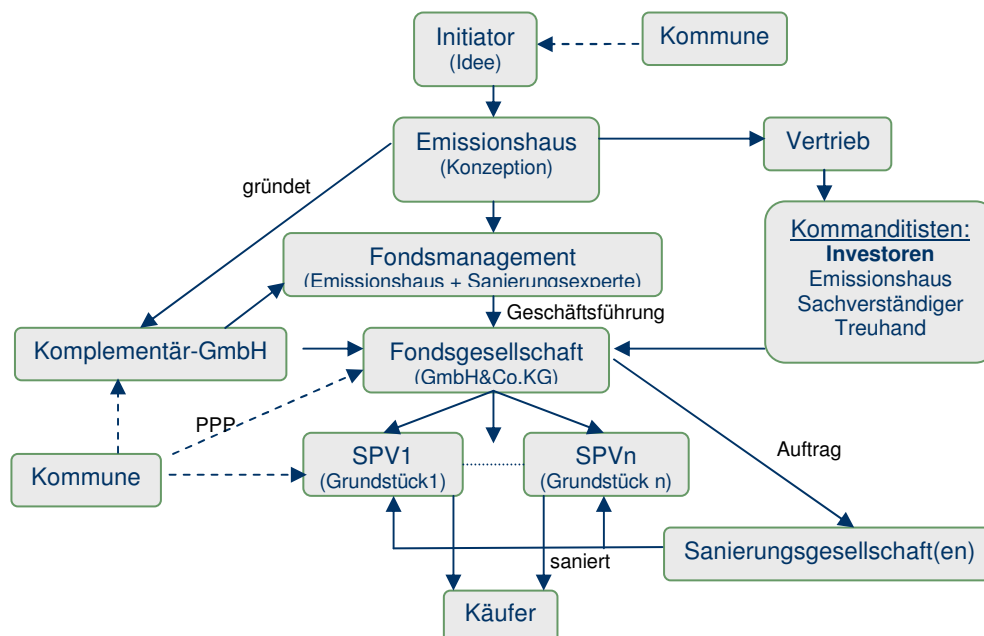 Initiator
(Idee)
Kommune
Emissionshaus
(Konzeption)
Vertrieb
gründet
Kommanditisten:
Investoren
Emissionshaus
Sachverständiger
Treuhand
Fondsmanagement
(Emissionshaus + Sanierungsexperte)
Geschäftsführung
Komplementär-GmbH
Fondsgesellschaft
(GmbH&Co.KG)
PPP
Kommune
SPV1
(Grundstück1)
SPVn
(Grundstück n)
Auftrag
saniert
Sanierungsgesellschaft(en)
Käufer